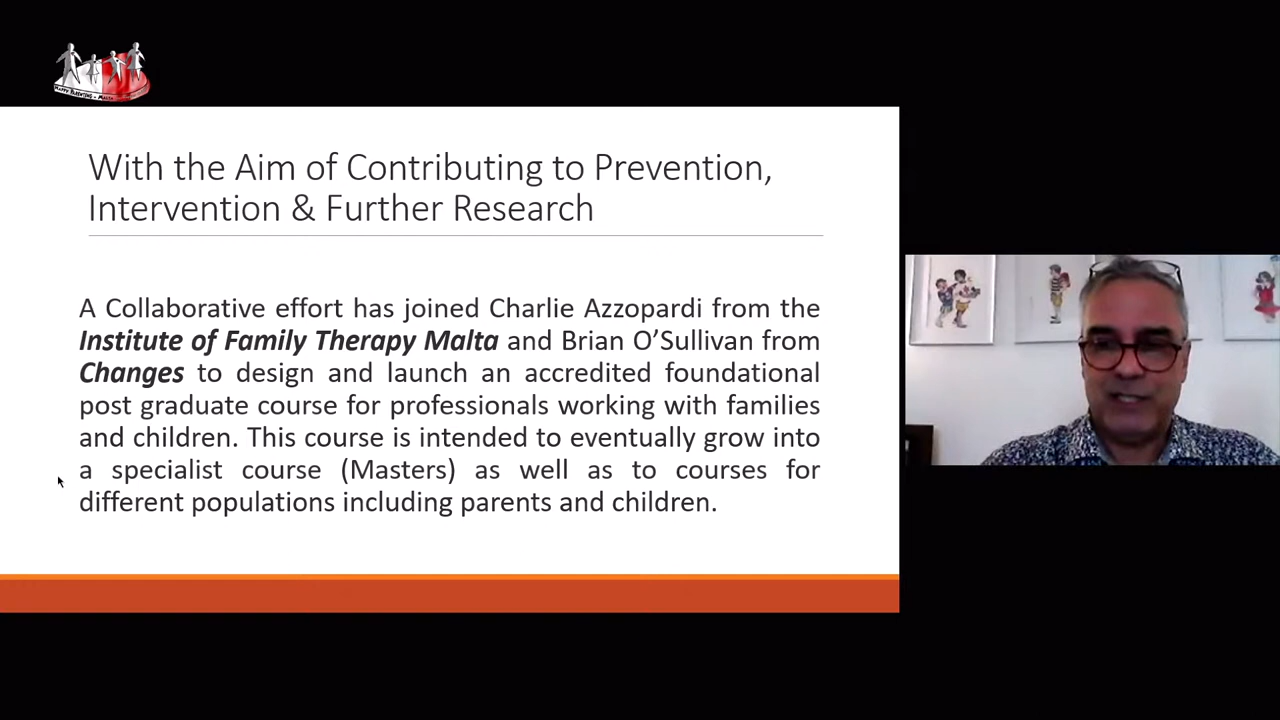 HAPPY PARENTING - MALTA
With the Aim of Contributing to Prevention,
Intervention & Further Research
A Collaborative effort has joined Charlie Azzopardi from the
Institute of Family Therapy Malta and Brian O’Sullivan from
Changes to design and launch an accredited foundational
post graduate course for professionals working with families
and children. This course is intended to eventually grow into
a specialist course (Masters) as well as to courses for
different populations including parents and children.